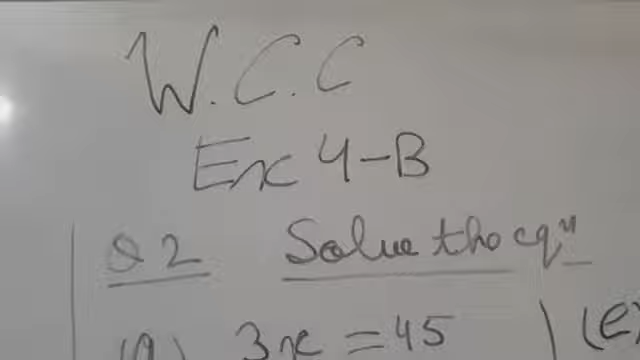 W.C.C
Ex 4-B
Q2 Solve the eqⁿ
(a) 3x = 45 (e)